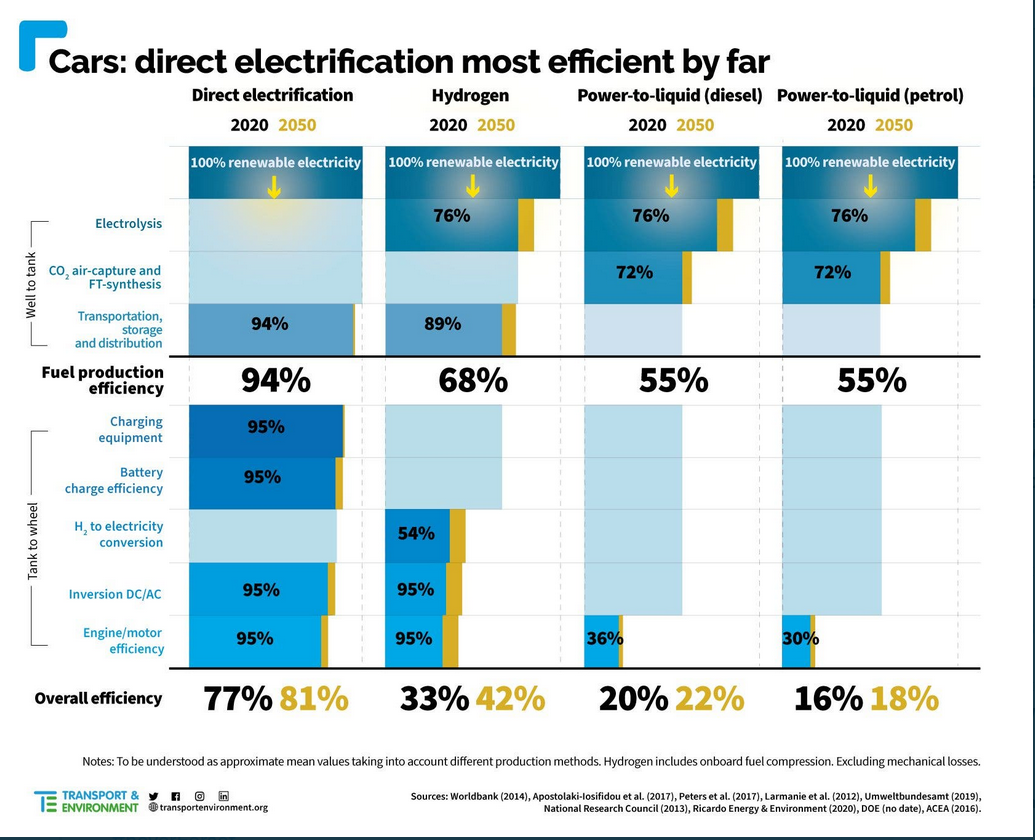 Cars: direct electrification most efficient by far
Direct electrification
Hydrogen
Power-to-liquid (diesel)
Power-to-liquid (petrol)
2020 2050
2020 2050
2020 2050
2020 2050
100% renewable electricity
100% renewable electricity
100% renewable electricity
100% renewable electricity
Well to tank
Electrolysis
76%
76%
76%
CO2 air-capture and
FT-synthesis
72%
72%
Transportation,
storage
and distribution
94%
89%
Fuel production
efficiency
94%
68%
55%
55%
Tank to wheel
Charging
equipment
95%
Battery
charge efficiency
95%
H2 to electricity
conversion
54%
Inversion DC/AC
95%
95%
Engine/motor
efficiency
95%
95%
36%
30%
Overall efficiency
77% 81%
33% 42%
20% 22%
16% 18%
Notes: To be understood as approximate mean values taking into account different production methods. Hydrogen includes onboard fuel compression. Excluding mechanical losses.
TRANSPORT &
ENVIRONMENT
transportenvironment.org
Sources: Worldbank (2014), Apostolaki-Iosifidou et al. (2017), Peters et al. (2017), Larmanie et al. (2012), Umweltbundesamt (2019),
National Research Council (2013), Ricardo Energy & Environment (2020), DOE (no date), ACEA (2016).